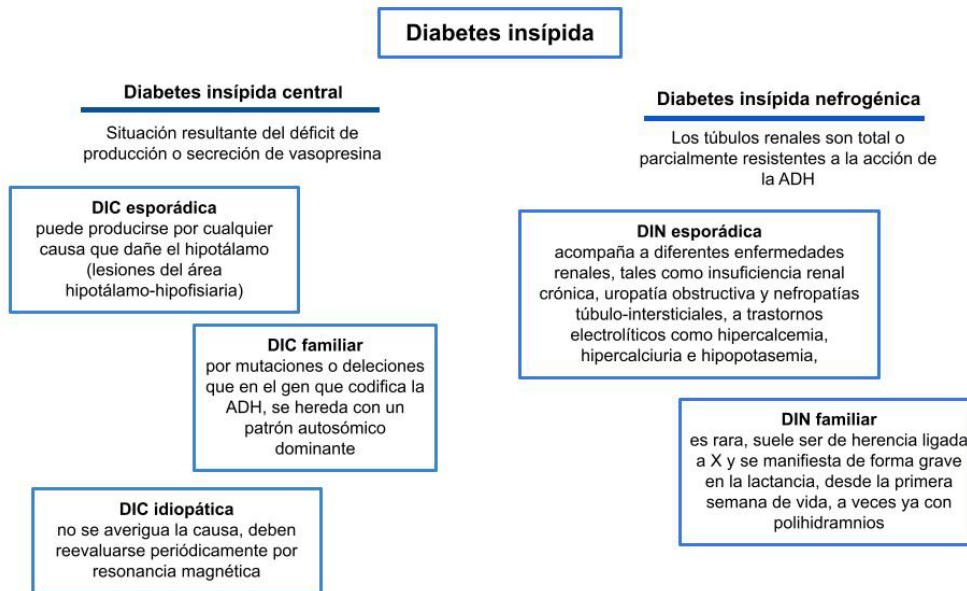 Diabetes insípida
Diabetes insípida central
Situación resultante del déficit de
producción o secreción de vasopresina
DIC esporádica
puede producirse por cualquier
causa que dañe el hipotálamo
(lesiones del área
hipotálamo-hipofisiaria)
DIC familiar
por mutaciones o deleciones
que en el gen que codifica la
ADH, se hereda con un
patrón autosómico
dominante
DIC idiopática
no se averigua la causa, deben
reevaluarse periódicamente por
resonancia magnética
Diabetes insípida nefrogénica
Los túbulos renales son total o
parcialmente resistentes a la acción de
la ADH
DIN esporádica
acompaña a diferentes enfermedades
renales, tales como insuficiencia renal
crónica, uropatía obstructiva y nefropatías
túbulo-intersticiales, a trastornos
electrolíticos como hipercalcemia,
hipercalciuria e hipopotasemia,
DIN familiar
es rara, suele ser de herencia ligada
a X y se manifiesta de forma grave
en la lactancia, desde la primera
semana de vida, a veces ya con
polihidramnios